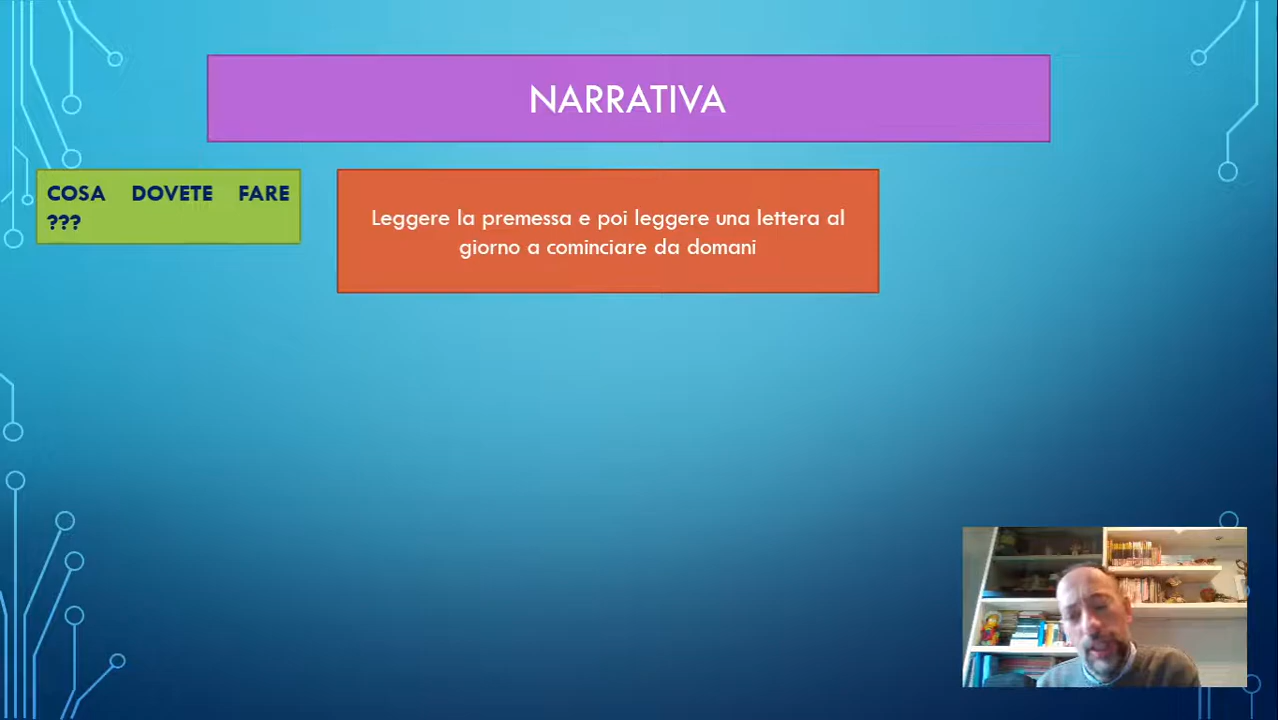 NARRATIVA
COSA DOVETE FARE
???
Leggere la premessa e poi leggere una lettera al
giorno a cominciare da domani